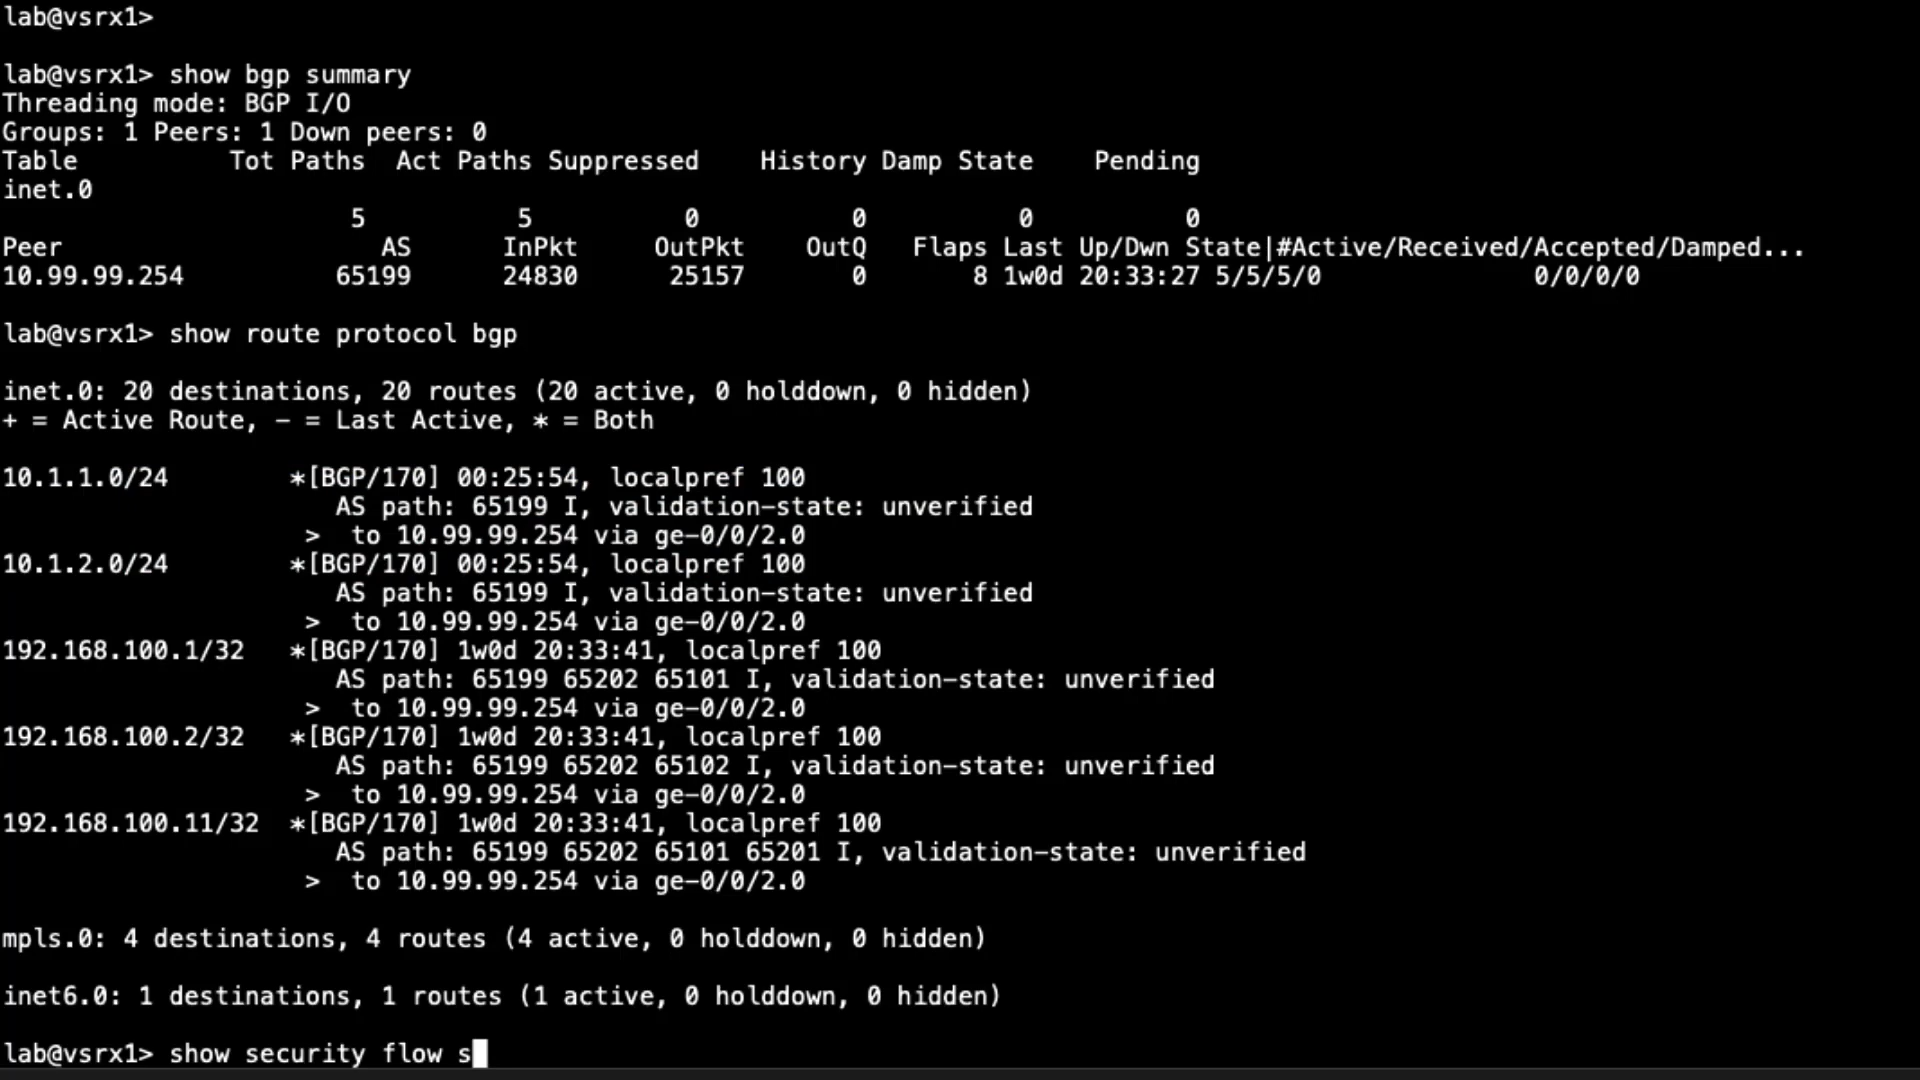 lab@vsrx1>
lab@vsrx1> show bgp summary
Threading mode: BGP I/O
Groups: 1 Peers: 1 Down peers: 0
Table          Tot Paths  Act Paths Suppressed    History Damp State    Pending
inet.0
                       5          5          0          0          0          0
Peer                     AS      InPkt     OutPkt    OutQ   Flaps Last Up/Dwn State|#Active/Received/Accepted/Damped...
10.99.99.254          65199      24830      25157       0       8 1w0d 20:33:27 5/5/5/0              0/0/0/0
lab@vsrx1> show route protocol bgp
inet.0: 20 destinations, 20 routes (20 active, 0 holddown, 0 hidden)
+ = Active Route, - = Last Active, * = Both
10.1.1.0/24        *[BGP/170] 00:25:54, localpref 100
                      AS path: 65199 I, validation-state: unverified
                    >  to 10.99.99.254 via ge-0/0/2.0
10.1.2.0/24        *[BGP/170] 00:25:54, localpref 100
                      AS path: 65199 I, validation-state: unverified
                    >  to 10.99.99.254 via ge-0/0/2.0
192.168.100.1/32   *[BGP/170] 1w0d 20:33:41, localpref 100
                      AS path: 65199 65202 65101 I, validation-state: unverified
                    >  to 10.99.99.254 via ge-0/0/2.0
192.168.100.2/32   *[BGP/170] 1w0d 20:33:41, localpref 100
                      AS path: 65199 65202 65102 I, validation-state: unverified
                    >  to 10.99.99.254 via ge-0/0/2.0
192.168.100.11/32  *[BGP/170] 1w0d 20:33:41, localpref 100
                      AS path: 65199 65202 65101 65201 I, validation-state: unverified
                    >  to 10.99.99.254 via ge-0/0/2.0
mpls.0: 4 destinations, 4 routes (4 active, 0 holddown, 0 hidden)
inet6.0: 1 destinations, 1 routes (1 active, 0 holddown, 0 hidden)
lab@vsrx1> show security flow s